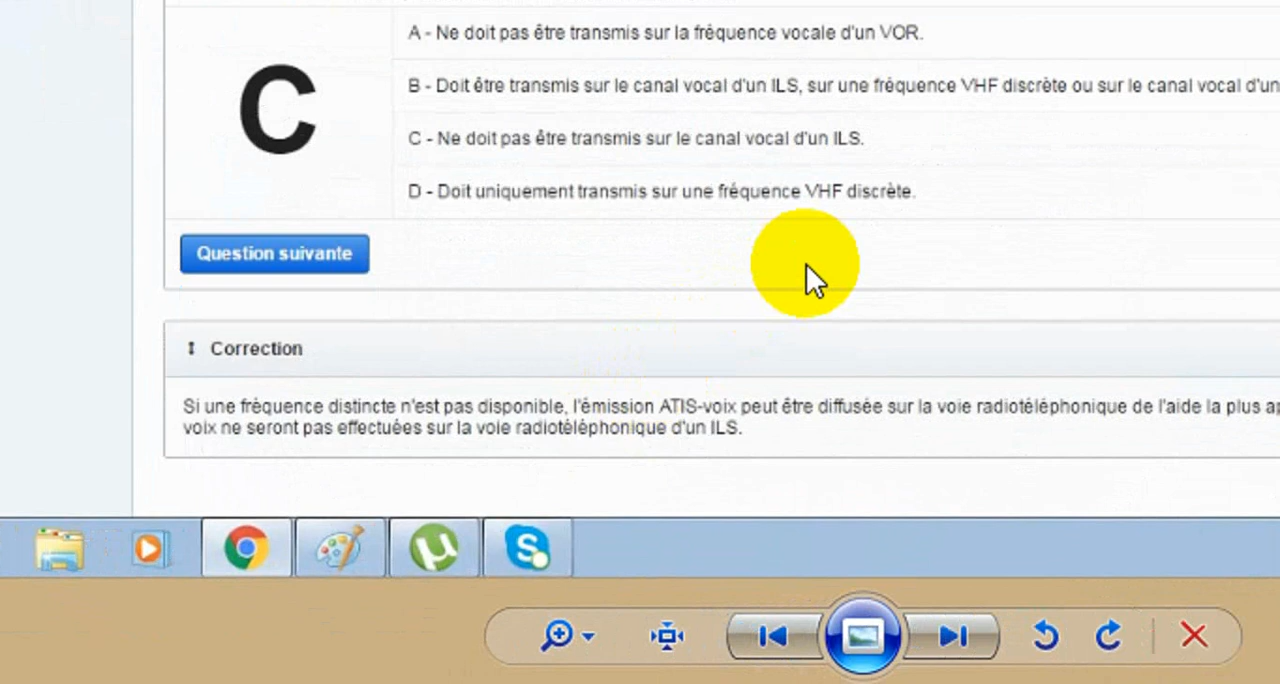 A - Ne doit pas être transmis sur la fréquence vocale d'un VOR.
C
B - Doit être transmis sur le canal vocal d'un ILS, sur une fréquence VHF discrète ou sur le canal vocal d'un
C - Ne doit pas être transmis sur le canal vocal d'un ILS.
D - Doit uniquement transmis sur une fréquence VHF discrète.
Question suivante
Correction
Si une fréquence distincte n'est pas disponible, l'émission ATIS-voix peut être diffusée sur la voie radiotéléphonique de l'aide la plus
voix ne seront pas effectuées sur la voie radiotéléphonique d'un ILS.